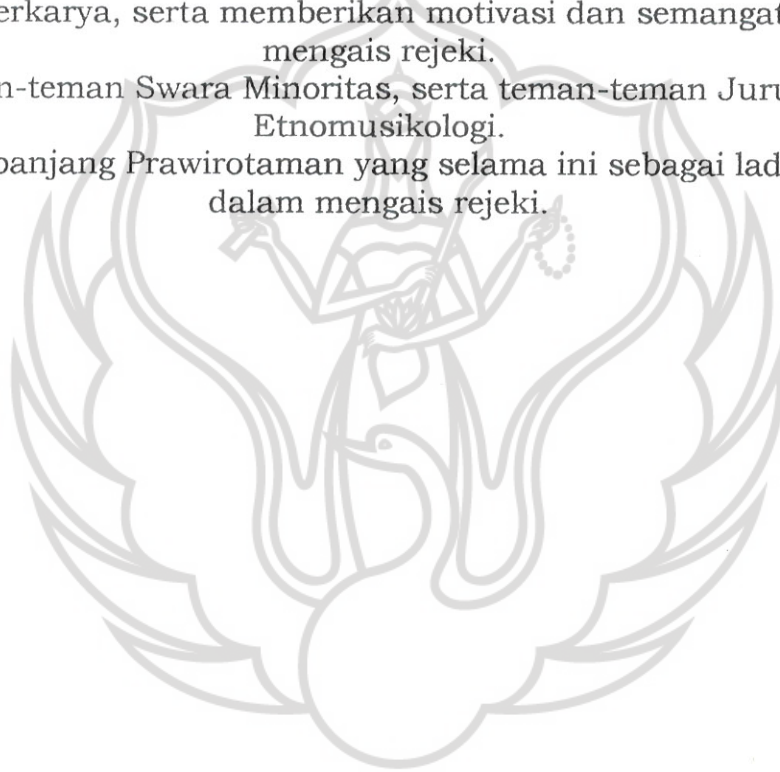 erkarya, serta memberikan motivasi dan semangat
mengais rejeki.
n-teman Swara Minoritas, serta teman-teman Juru
Etnomusikologi.
panjang Prawirotaman yang selama ini sebagai lad
dalam mengais rejeki.